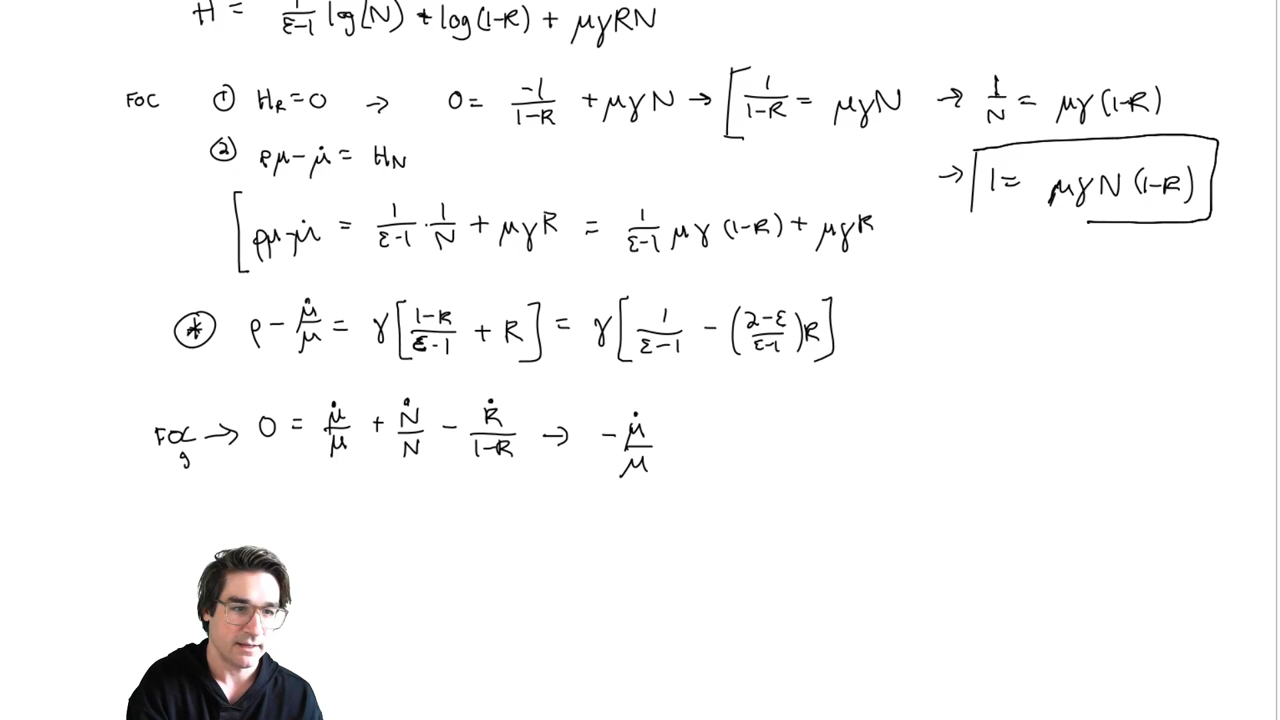 H = 1/(ε-1) log(N) + log(1-R) + μγRN
FOC ① H_R = 0 → 0 = -1/(1-R) + μγN → [ 1/(1-R) = μγN → 1/N = μγ(1-R)
② ρμ - μ̇ = H_N
→ 1 = μγN(1-R)
[ ρμ - μ̇ = 1/(ε-1) · 1/N + μγR = 1/(ε-1) μγ(1-R) + μγR
⊛ ρ - μ̇/μ = γ[ (1-R)/(ε-1) + R ] = γ[ 1/(ε-1) - ((2-ε)/(ε-1))R ]
FOC_g → 0 = μ̇/μ + Ṅ/N - Ṙ/(1-R) → -μ̇/μ